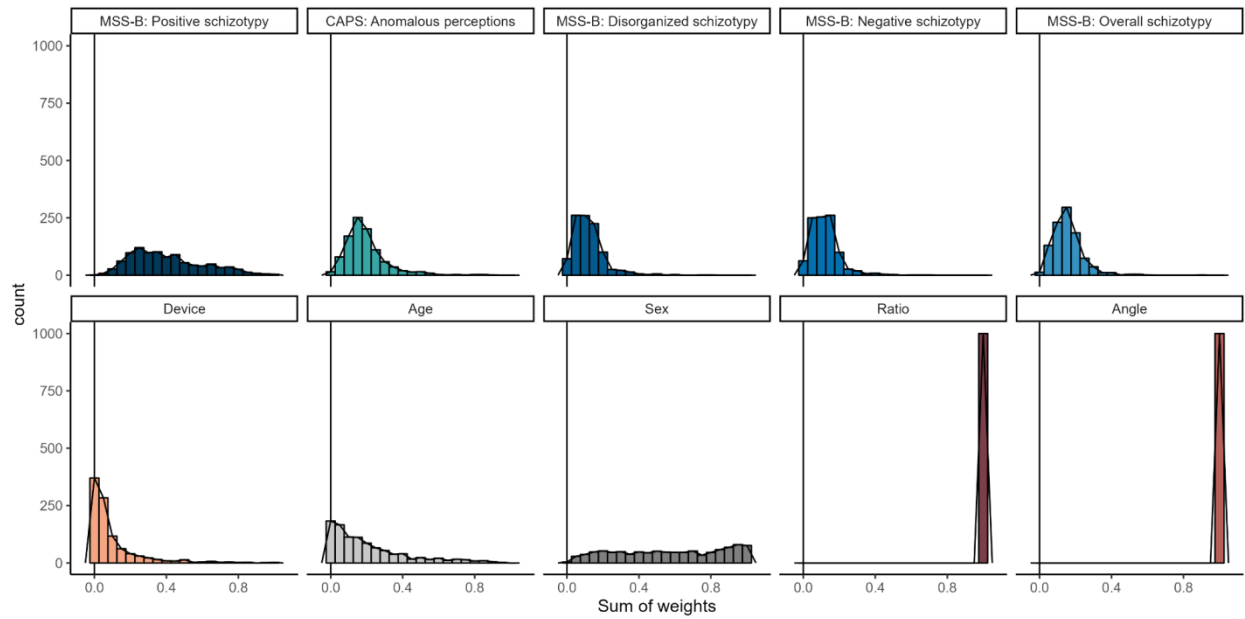 MSS-B: Positive schizotypy
CAPS: Anomalous perceptions
MSS-B: Disorganized schizotypy
MSS-B: Negative schizotypy
MSS-B: Overall schizotypy
1000
750
500
250
0
count
Device
Age
Sex
Ratio
Angle
1000
750
500
250
0
0.0 0.4 0.8
0.0 0.4 0.8
0.0 0.4 0.8
0.0 0.4 0.8
0.0 0.4 0.8
Sum of weights